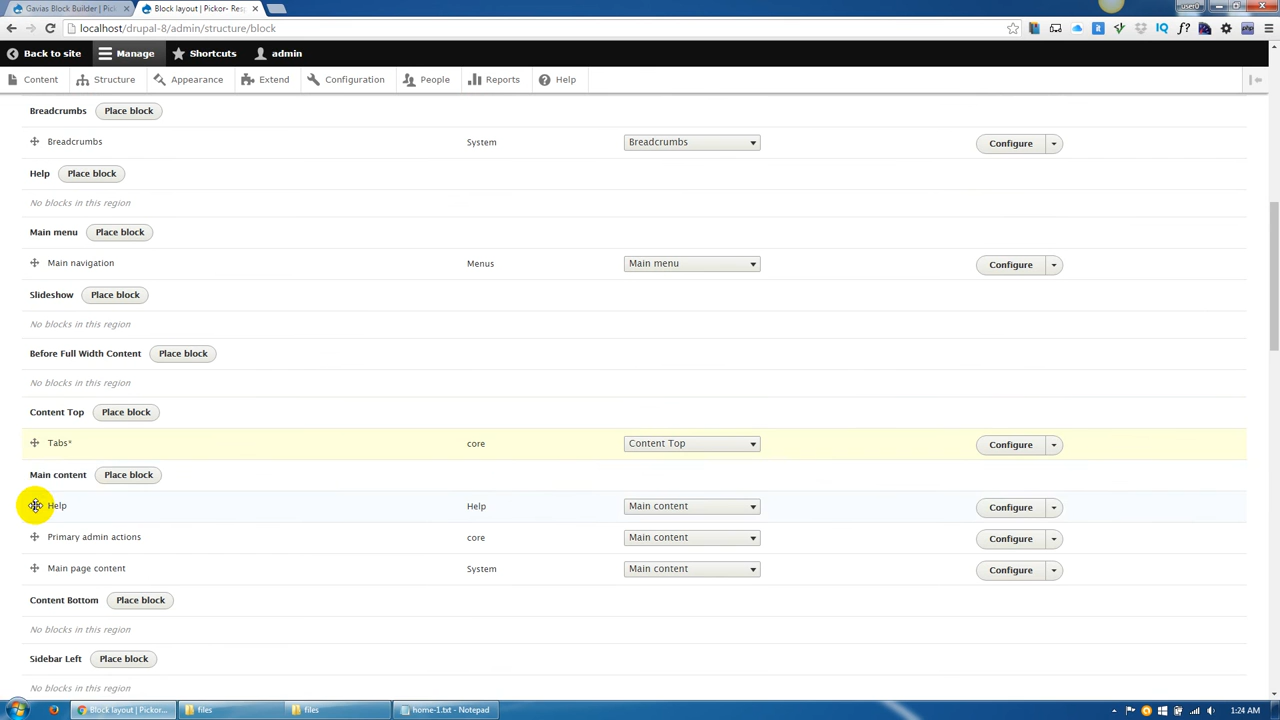 Gavias Block Builder | Pick
Block layout | Pickor- Resp
user0
localhost/drupal-8/admin/structure/block
Back to site
Manage
Shortcuts
admin
Content
Structure
Appearance
Extend
Configuration
People
Reports
Help
Breadcrumbs Place block
Breadcrumbs System Breadcrumbs Configure
Help Place block
No blocks in this region
Main menu Place block
Main navigation Menus Main menu Configure
Slideshow Place block
No blocks in this region
Before Full Width Content Place block
No blocks in this region
Content Top Place block
Tabs* core Content Top Configure
Main content Place block
Help Help Main content Configure
Primary admin actions core Main content Configure
Main page content System Main content Configure
Content Bottom Place block
No blocks in this region
Sidebar Left Place block
No blocks in this region
Block layout | Pickor...
files
files
home-1.txt - Notepad
1:24 AM